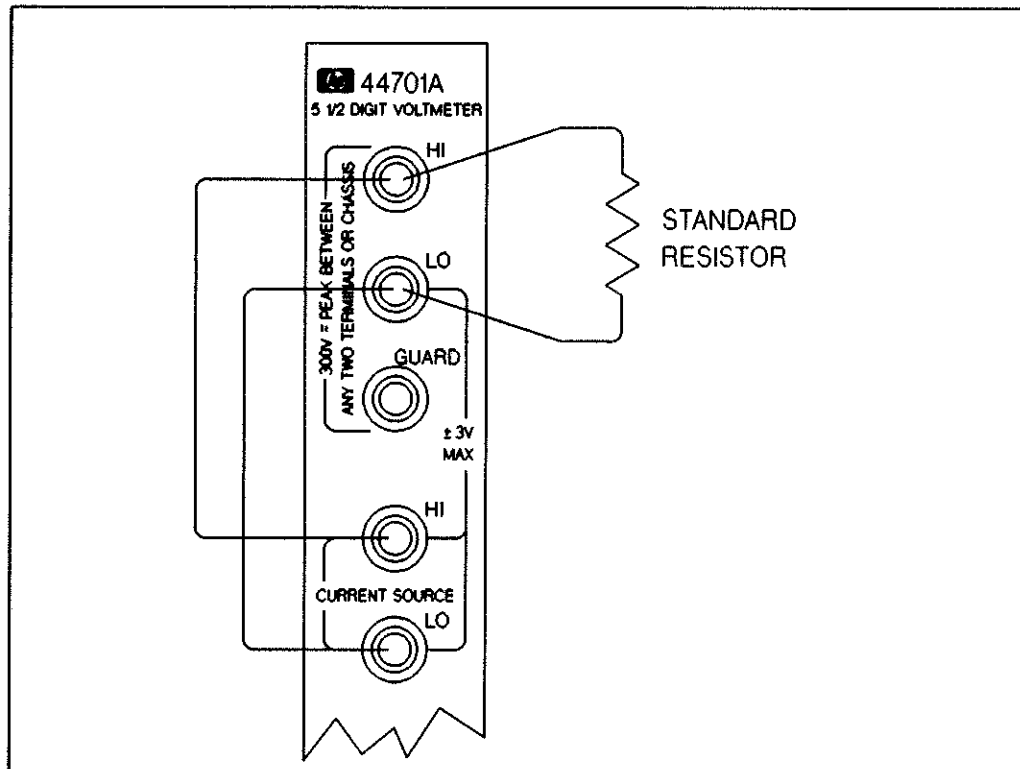 hp 44701A
5 1/2 DIGIT VOLTMETER
HI
300V = PEAK BETWEEN
ANY TWO TERMINALS OR CHASSIS
LO
GUARD
± 3V
MAX
HI
CURRENT SOURCE
LO
STANDARD
RESISTOR